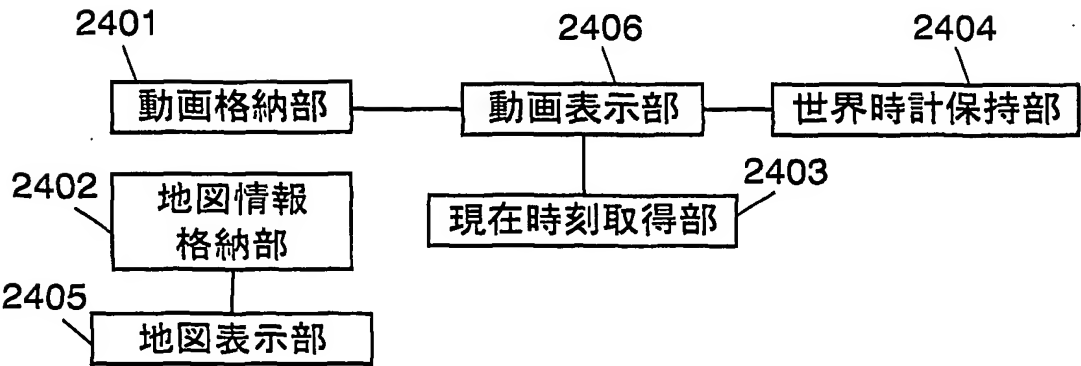 2401
2406
2404
動画格納部
動画表示部
世界時計保持部
2402
地図情報
格納部
2403
現在時刻取得部
2405
地図表示部